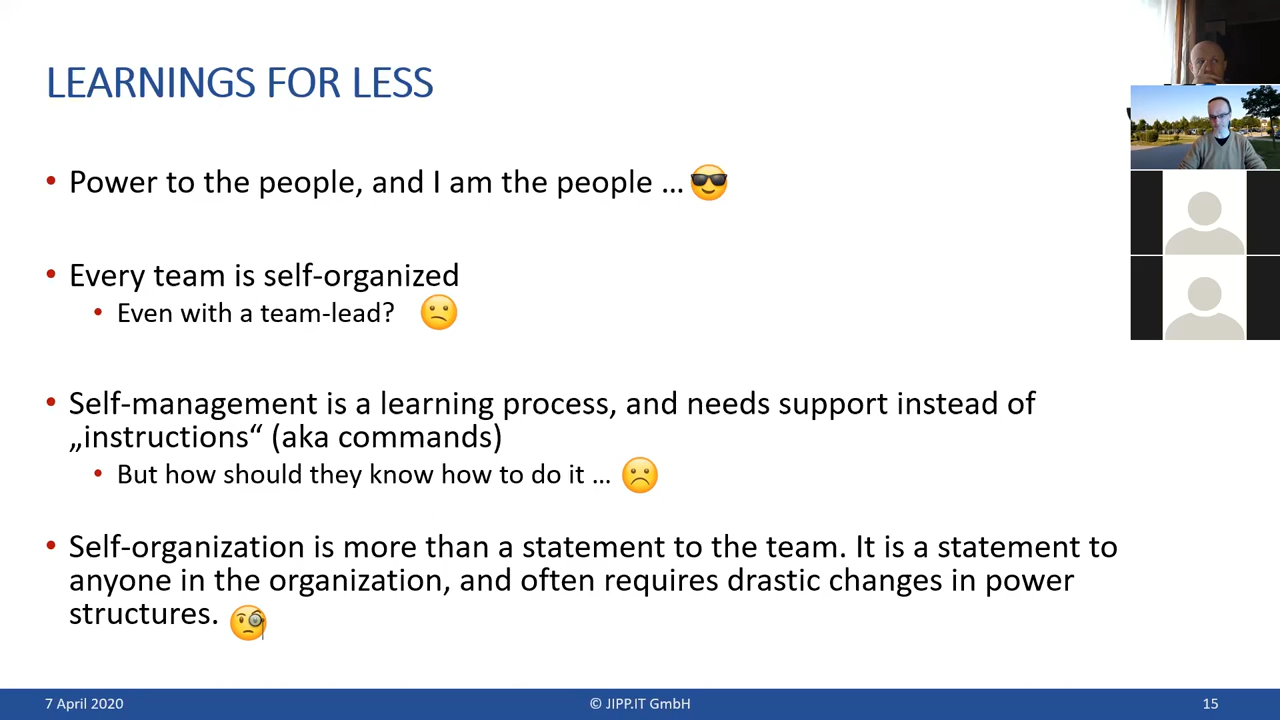 LEARNINGS FOR LESS
• Power to the people, and I am the people … 😎
• Every team is self-organized
• Even with a team-lead? 😕
• Self-management is a learning process, and needs support instead of
„instructions“ (aka commands)
• But how should they know how to do it … ☹️
• Self-organization is more than a statement to the team. It is a statement to
anyone in the organization, and often requires drastic changes in power
structures. 🧐
7 April 2020
© JIPP.IT GmbH
15